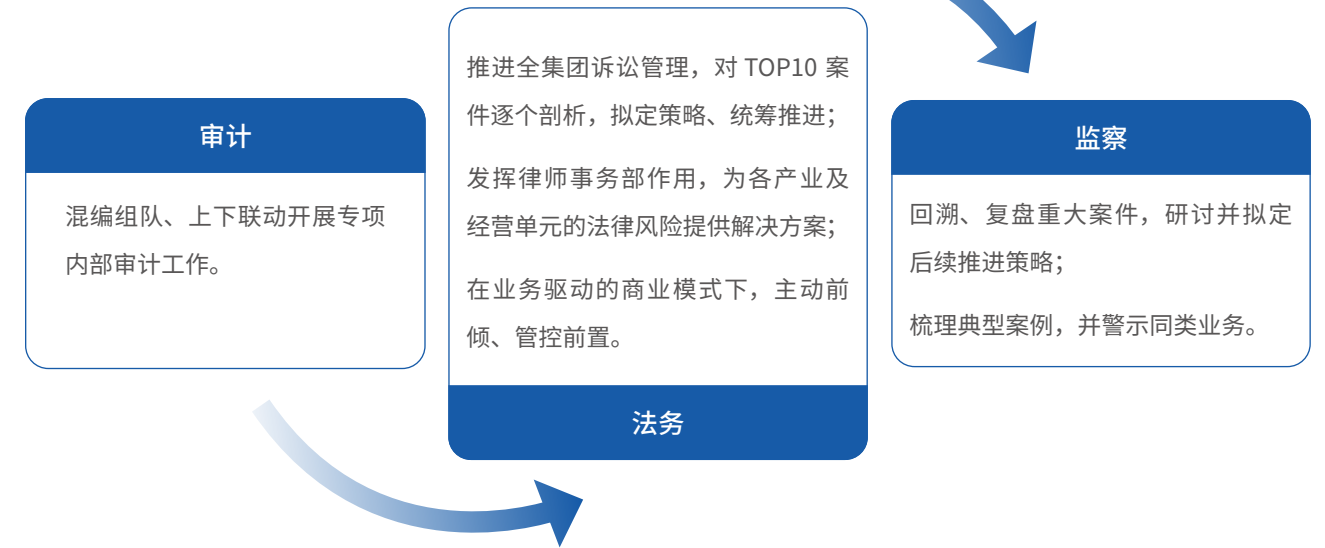 审计
混编组队、上下联动开展专项
内部审计工作。
推进全集团诉讼管理，对 TOP10 案
件逐个剖析，拟定策略、统筹推进；
发挥律师事务部作用，为各产业及
经营单元的法律风险提供解决方案；
在业务驱动的商业模式下，主动前
倾、管控前置。
法务
监察
回溯、复盘重大案件，研讨并拟定
后续推进策略；
梳理典型案例，并警示同类业务。